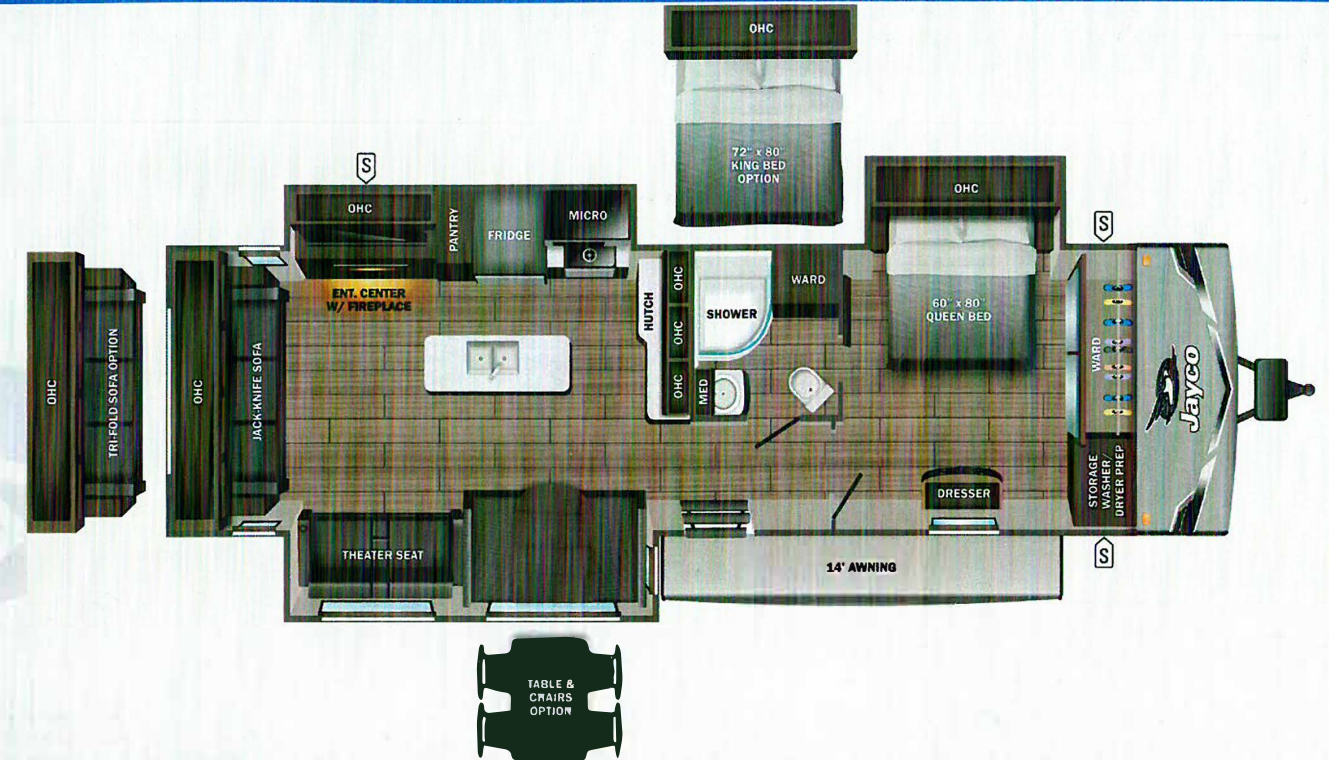 OHC
72" x 80"
KING BED
OPTION
S
OHC
PANTRY
FRIDGE
MICRO
ENT. CENTER
W/ FIREPLACE
OHC
TRI-FOLD SOFA OPTION
OHC
JACK-KNIFE SOFA
HUTCH
OHC
OHC
OHC
SHOWER
MED
WARD
OHC
60" x 80"
QUEEN BED
S
WARD
Jayco
STORAGE
WASHER/
DRYER PREP
DRESSER
S
THEATER SEAT
14' AWNING
TABLE &
CHAIRS
OPTION